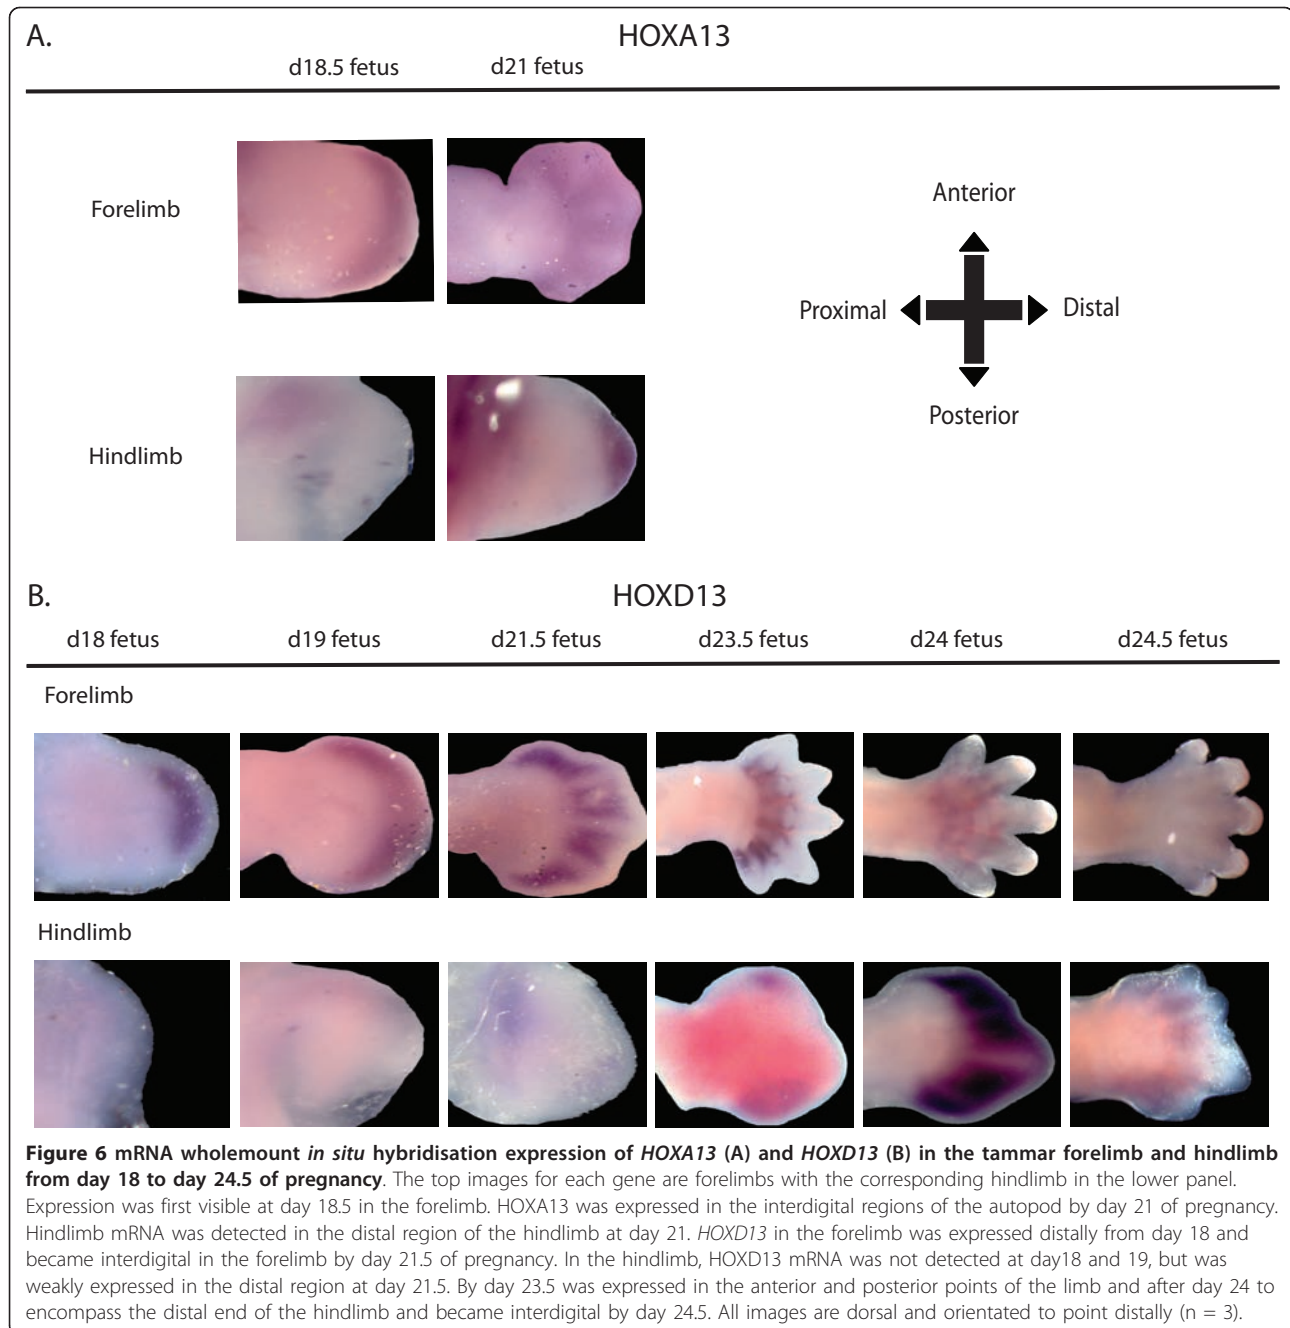 A.
HOXA13
d18.5 fetus d21 fetus
Forelimb
Anterior
Proximal Distal
Posterior
Hindlimb
B.
HOXD13
d18 fetus d19 fetus d21.5 fetus d23.5 fetus d24 fetus d24.5 fetus
Forelimb
Hindlimb
Figure 6 mRNA wholemount in situ hybridisation expression of HOXA13 (A) and HOXD13 (B) in the tammar forelimb and hindlimb
from day 18 to day 24.5 of pregnancy. The top images for each gene are forelimbs with the corresponding hindlimb in the lower panel.
Expression was first visible at day 18.5 in the forelimb. HOXA13 was expressed in the interdigital regions of the autopod by day 21 of pregnancy.
Hindlimb mRNA was detected in the distal region of the hindlimb at day 21. HOXD13 in the forelimb was expressed distally from day 18 and
became interdigital in the forelimb by day 21.5 of pregnancy. In the hindlimb, HOXD13 mRNA was not detected at day18 and 19, but was
weakly expressed in the distal region at day 21.5. By day 23.5 was expressed in the anterior and posterior points of the limb and after day 24 to
encompass the distal end of the hindlimb and became interdigital by day 24.5. All images are dorsal and orientated to point distally (n = 3).